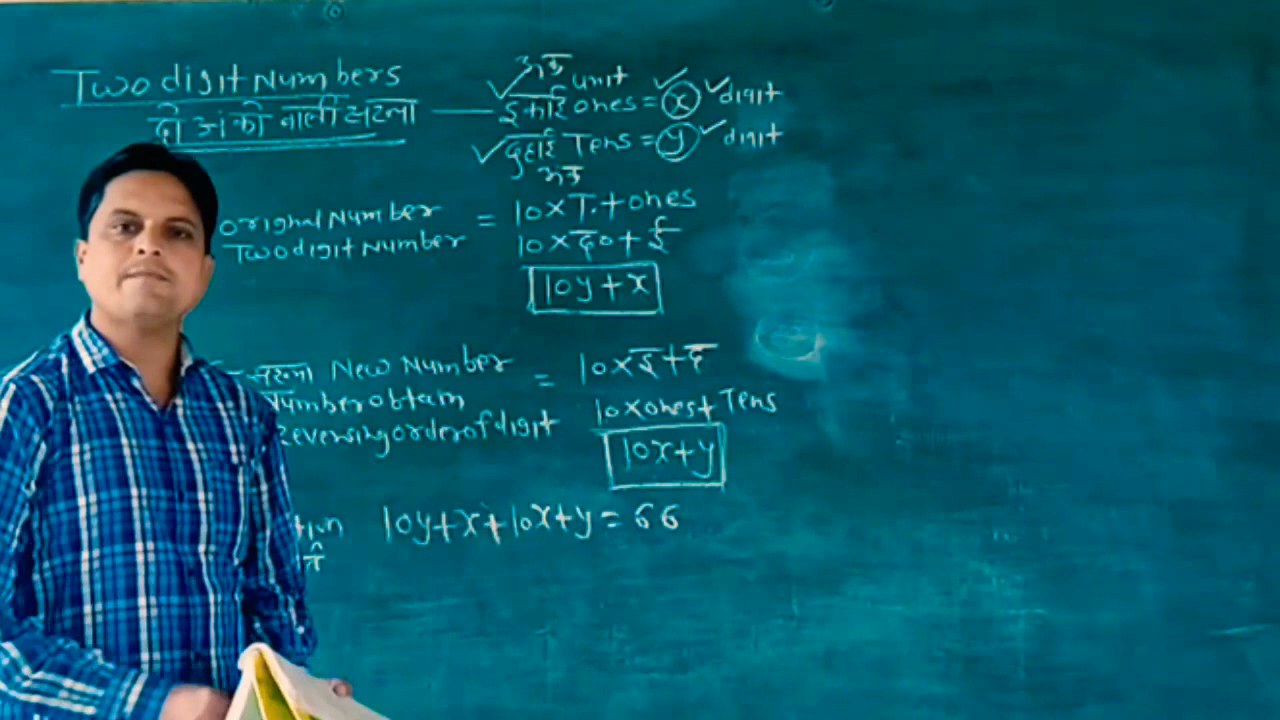 Two digit Numbers
दो अंको वाली संख्या
अंक
unit
इकाई ones = x digit
दहाई Tens = y digit
अंक
original Number = 10×T.+ones
Two digit Number 10×द०+ई
10y+x
संख्या New Number = 10×ई+द
Number obtain 10×ones+Tens
Reversing order of digit
10x+y
10y+x+10x+y=66